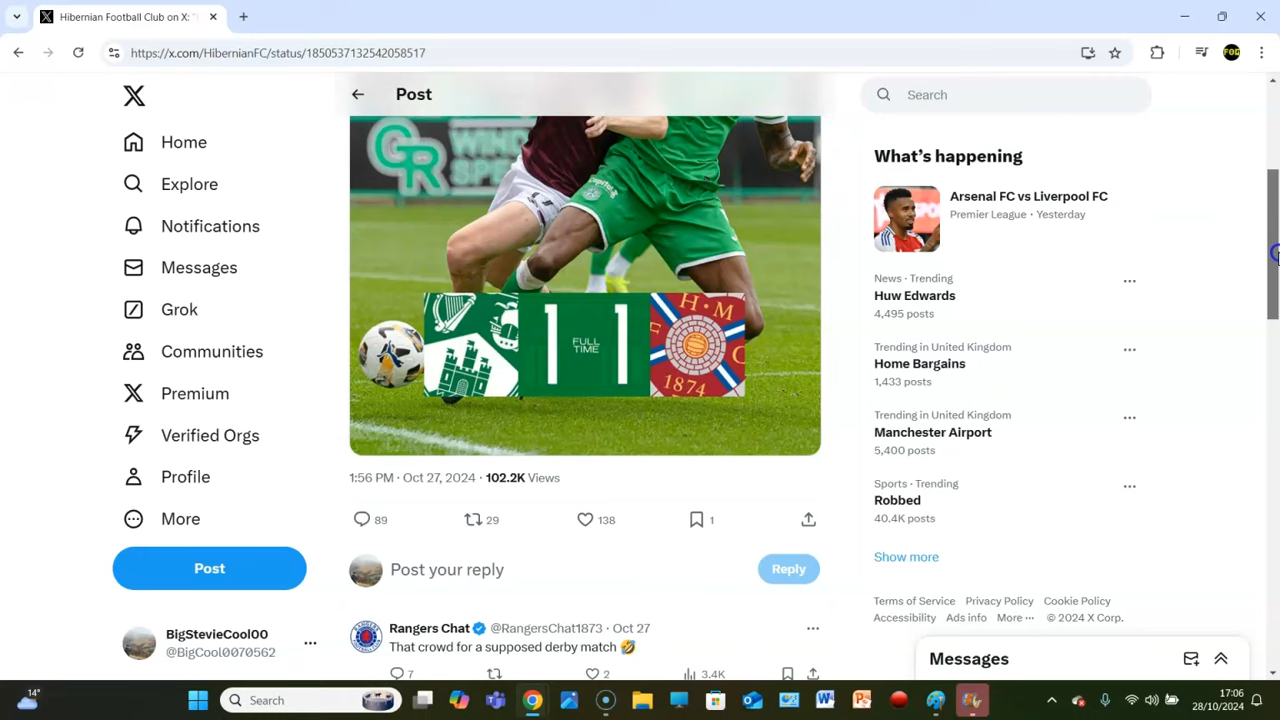 Hibernian Football Club on X: "
https://x.com/HibernianFC/status/1850537132542058517
Post
Search
Home
Explore
Notifications
Messages
Grok
Communities
Premium
Verified Orgs
Profile
More
Post
BigStevieCool00
@BigCool0070562
GR
WIND
SPE
1 FULL TIME 1
H M
F C
1874
1:56 PM · Oct 27, 2024 · 102.2K Views
89 29 138 1
Post your reply
Reply
Rangers Chat @RangersChat1873 · Oct 27
That crowd for a supposed derby match 🤣
7 2 3.4K
What's happening
Arsenal FC vs Liverpool FC
Premier League · Yesterday
News · Trending
Huw Edwards
4,495 posts
Trending in United Kingdom
Home Bargains
1,433 posts
Trending in United Kingdom
Manchester Airport
5,400 posts
Sports · Trending
Robbed
40.4K posts
Show more
Terms of Service Privacy Policy Cookie Policy
Accessibility Ads info More ··· © 2024 X Corp.
Messages
14°
Search
17:06
28/10/2024